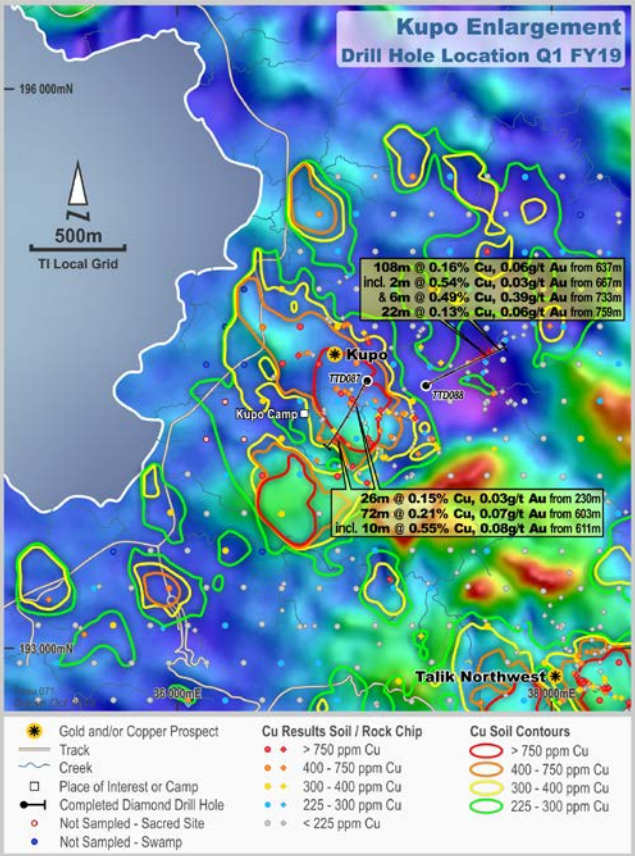 Kupo Enlargement
Drill Hole Location Q1 FY19
196 000mN
500m
TI Local Grid
108m @ 0.16% Cu, 0.06g/t Au from 637m
incl. 2m @ 0.54% Cu, 0.03g/t Au from 667m
& 6m @ 0.49% Cu, 0.39g/t Au from 733m
22m @ 0.13% Cu, 0.06g/t Au from 759m
Kupo
TTD087
TTD088
Kupo Camp
26m @ 0.15% Cu, 0.03g/t Au from 230m
72m @ 0.21% Cu, 0.07g/t Au from 603m
incl. 10m @ 0.55% Cu, 0.08g/t Au from 611m
193 000mN
Talik Northwest
36 000mE
38 000mE
Gold and/or Copper Prospect
Track
Creek
Place of Interest or Camp
Completed Diamond Drill Hole
Not Sampled - Sacred Site
Not Sampled - Swamp
Cu Results Soil / Rock Chip
> 750 ppm Cu
400 - 750 ppm Cu
300 - 400 ppm Cu
225 - 300 ppm Cu
< 225 ppm Cu
Cu Soil Contours
> 750 ppm Cu
400 - 750 ppm Cu
300 - 400 ppm Cu
225 - 300 ppm Cu